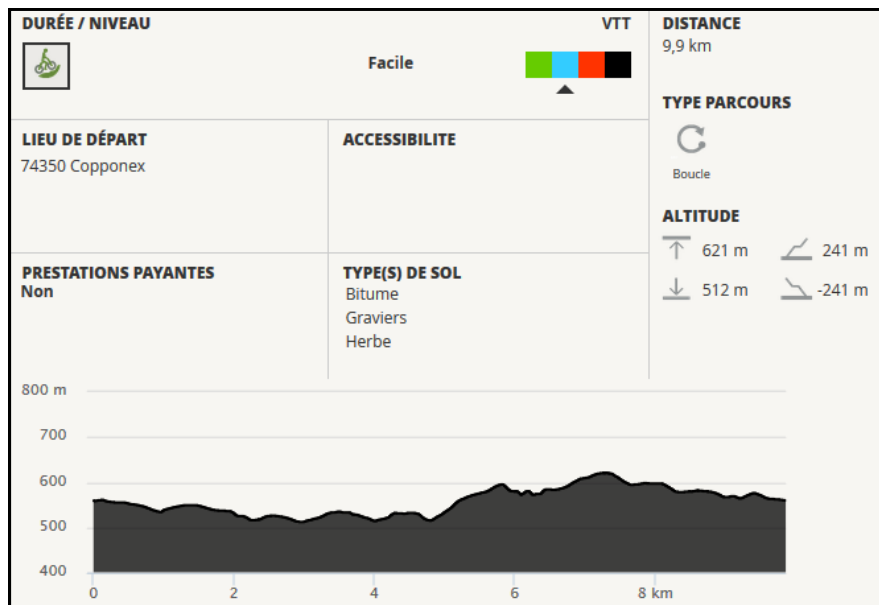 DURÉE / NIVEAU
VTT
Facile
LIEU DE DÉPART
74350 Copponex
ACCESSIBILITE
PRESTATIONS PAYANTES
Non
TYPE(S) DE SOL
Bitume
Graviers
Herbe
DISTANCE
9,9 km
TYPE PARCOURS
Boucle
ALTITUDE
621 m 241 m
512 m -241 m
800 m
700
600
500
400
0 2 4 6 8 km